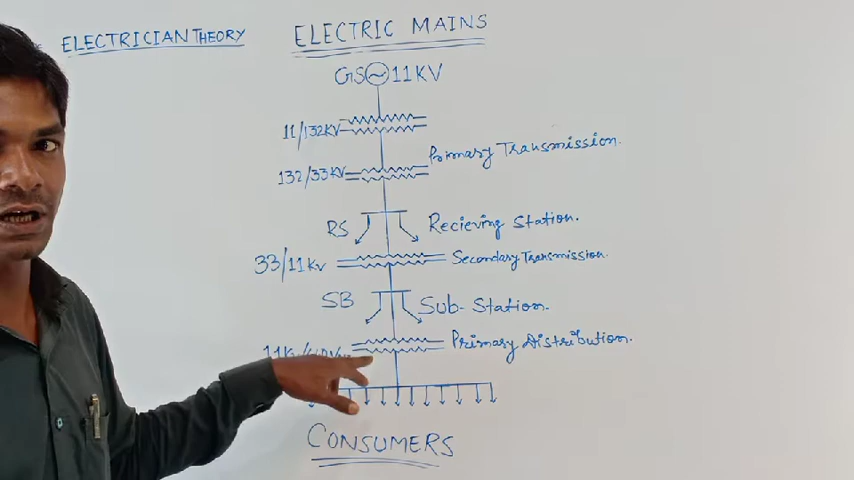 ELECTRICIAN THEORY
ELECTRIC MAINS
GS 11KV
11/132KV
Primary Transmission.
132/33KV
RS Recieving Station.
33/11KV Secondary Transmission.
SB Sub-Station.
Primary Distribution.
CONSUMERS